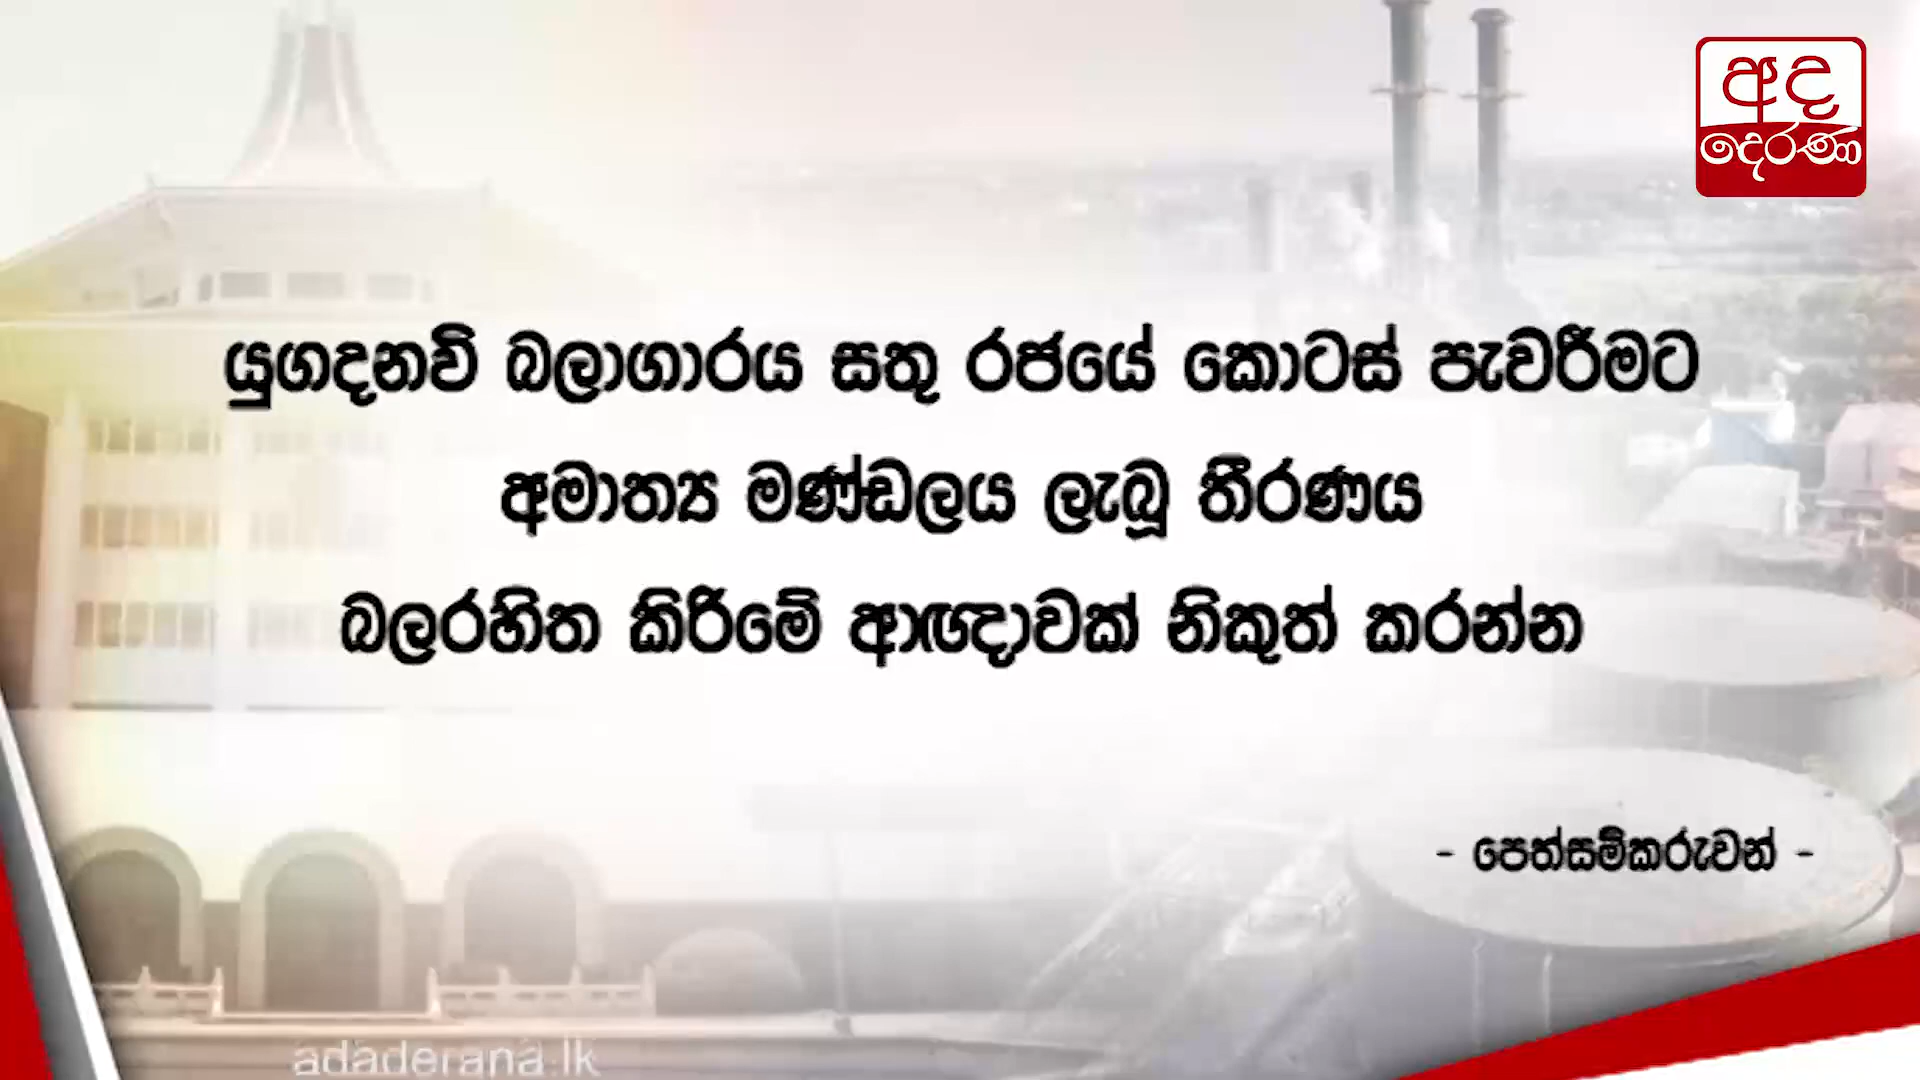 අද
දෙරණ
යුගදනවි බලාගාරය සතු රජයේ කොටස් පැවරීමට
අමාත්‍ය මණ්ඩලය ලැබූ තීරණය
බලරහිත කිරිමේ ආඥාවක් නිකුත් කරන්න
- පෙත්සම්කරුවන් -
adaderana.lk